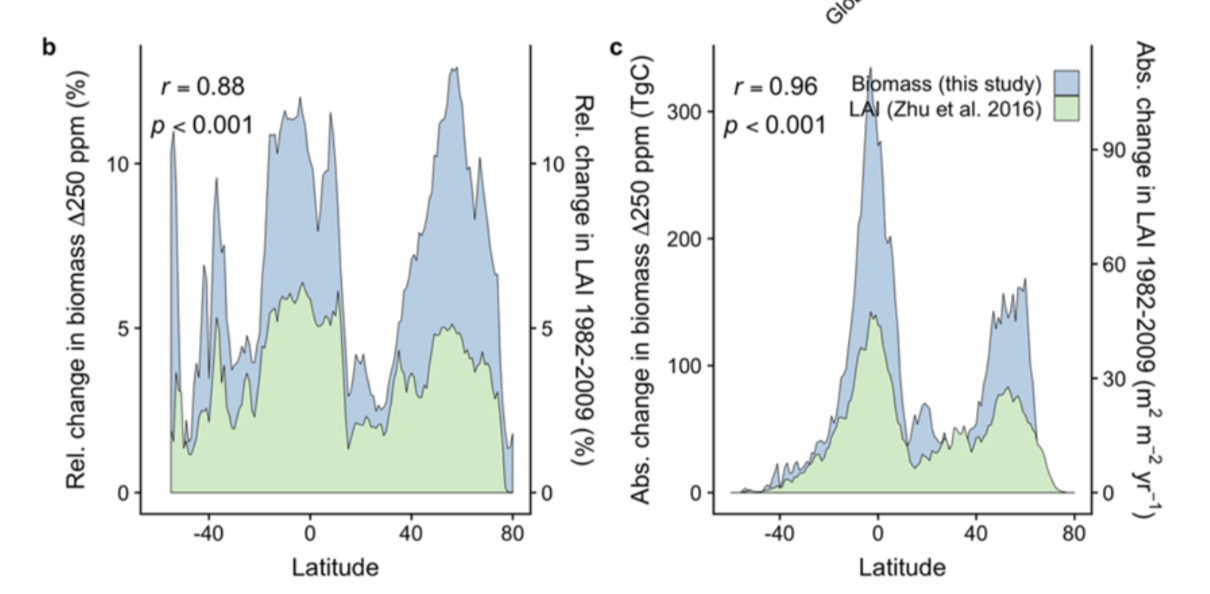 Glo
b
c
Rel. change in biomass Δ250 ppm (%)
r = 0.88
p < 0.001
10
5
0
10
5
0
Rel. change in LAI 1982-2009 (%)
-40
0
40
80
Latitude
Abs. change in biomass Δ250 ppm (TgC)
r = 0.96
p < 0.001
Biomass (this study)
LAI (Zhu et al. 2016)
300
200
100
0
90
60
30
0
Abs. change in LAI 1982-2009 (m² m⁻² yr⁻¹)
-40
0
40
80
Latitude